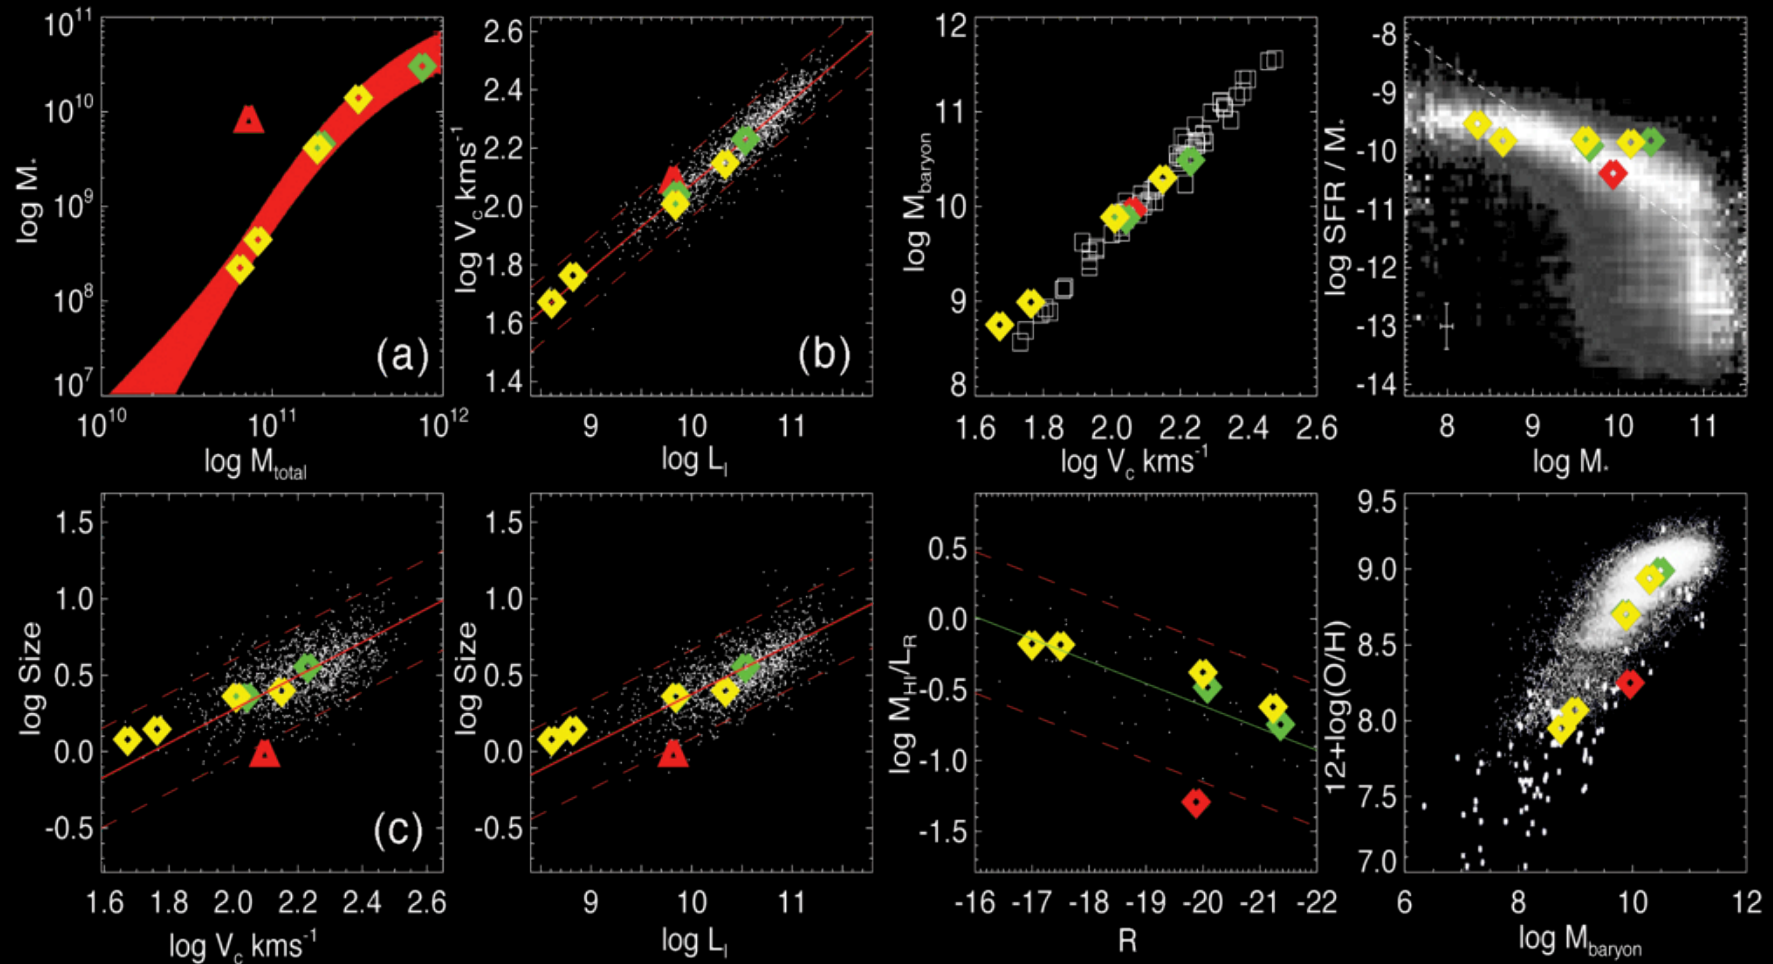 10¹¹
10¹⁰
10⁹
10⁸
10⁷
log M*
10¹⁰ 10¹¹ 10¹²
log M_total
(a)
2.6
2.4
2.2
2.0
1.8
1.6
1.4
log V_c kms⁻¹
9 10 11
log L_I
(b)
12
11
10
9
8
log M_baryon
1.6 1.8 2.0 2.2 2.4 2.6
log V_c kms⁻¹
-8
-9
-10
-11
-12
-13
-14
log SFR / M*
8 9 10 11
log M*
1.5
1.0
0.5
0.0
-0.5
log Size
1.6 1.8 2.0 2.2 2.4 2.6
log V_c kms⁻¹
(c)
1.5
1.0
0.5
0.0
-0.5
log Size
9 10 11
log L_I
0.5
0.0
-0.5
-1.0
-1.5
log M_HI/L_R
-16 -17 -18 -19 -20 -21 -22
R
9.5
9.0
8.5
8.0
7.5
7.0
12+log(O/H)
6 8 10 12
log M_baryon